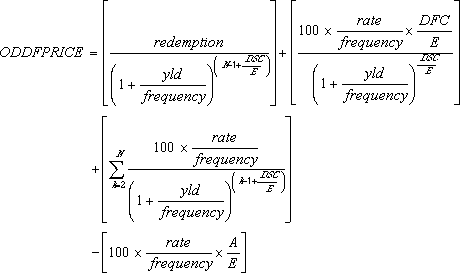 ODDFPRICE = [ redemption / (1 + yld / frequency)^(N-1+ DSC / E) ] + [ 100 × rate / frequency × DFC / E / (1 + yld / frequency)^(DSC / E) ]
+ [ N ∑ k=2 100 × rate / frequency / (1 + yld / frequency)^(k-1+ DSC / E) ]
- [ 100 × rate / frequency × A / E ]